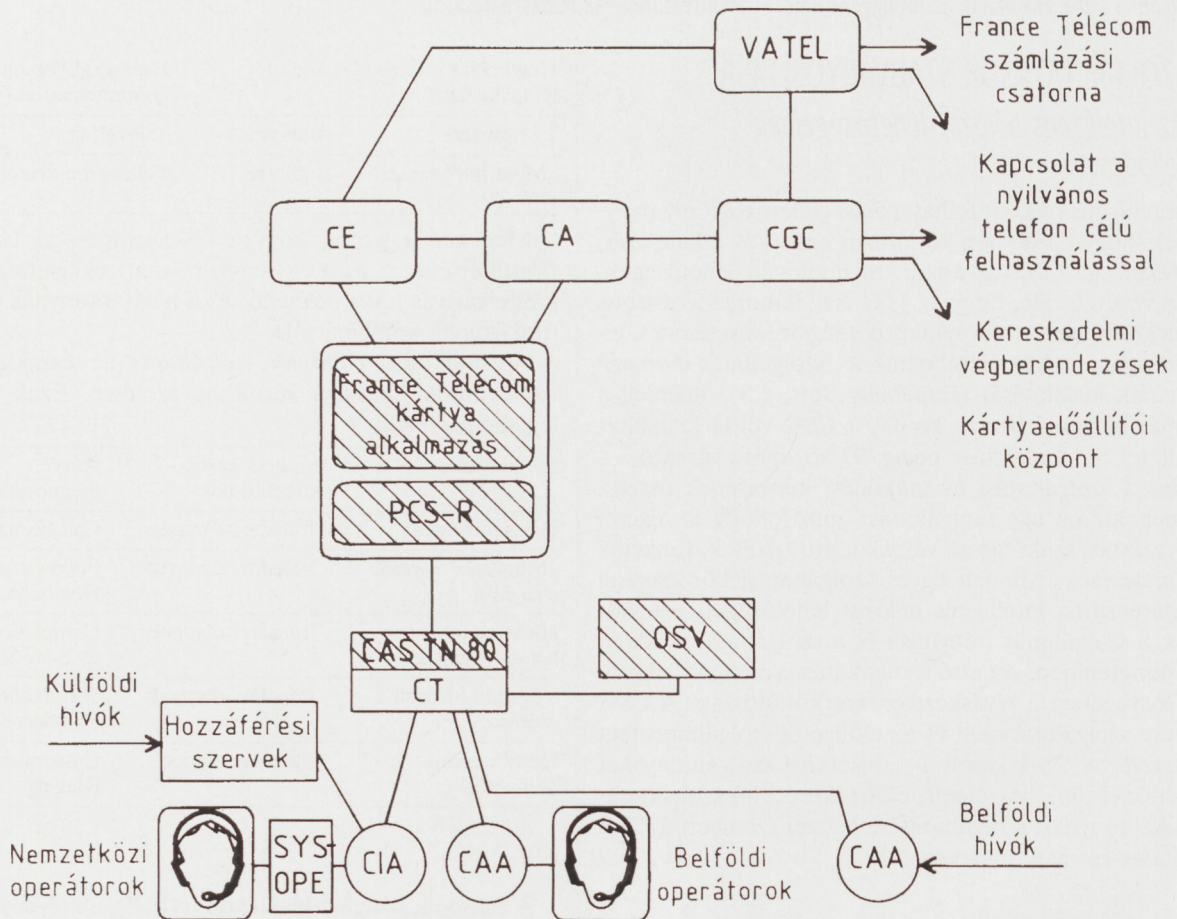 VATEL
France Télécom
számlázási
csatorna
Kapcsolat a
nyilvános
telefon célú
felhasználással
CE
CA
CGC
Kereskedelmi
végberendezések
Kártyaelőállítói
központ
France Télécom
kártya
alkalmazás
PCS-R
OSV
CAS TN 80
CT
Külföldi
hívók
Hozzáférési
szervek
Nemzetközi
operátorok
SYS-
OPE
CIA
CAA
Belföldi
operátorok
CAA
Belföldi
hívók